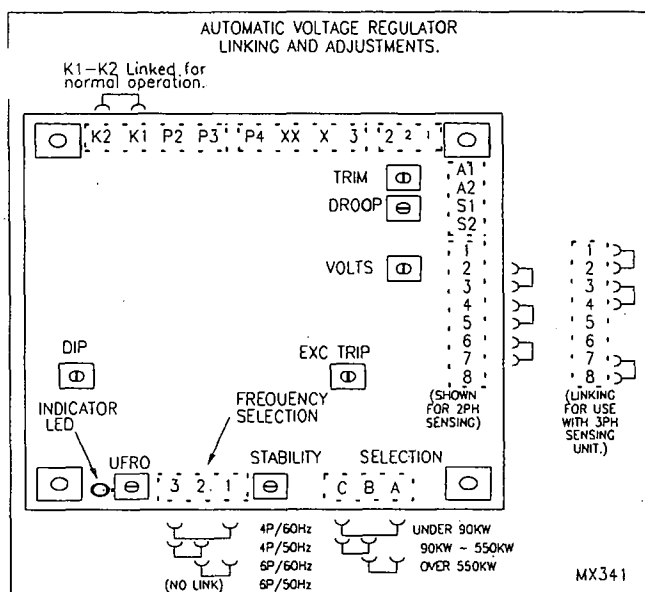 AUTOMATIC VOLTAGE REGULATOR
LINKING AND ADJUSTMENTS.
K1-K2 Linked for
normal operation.
K2 K1 P2 P3 P4 XX X 3 2 2 1
TRIM
DROOP
A1
A2
S1
S2
VOLTS
1
2
3
4
5
6
7
8
1
2
3
4
5
6
7
8
DIP
EXC TRIP
(SHOWN
FOR 2PH
SENSING)
(LINKING
FOR USE
WITH 3PH
SENSING
UNIT.)
INDICATOR
LED
FREQUENCY
SELECTION
UFRO
3 2 1
STABILITY
SELECTION
C B A
4P/60Hz
UNDER 90KW
4P/50Hz
90KW ~ 550KW
6P/60Hz
OVER 550KW
(NO LINK) 6P/50Hz
MX341